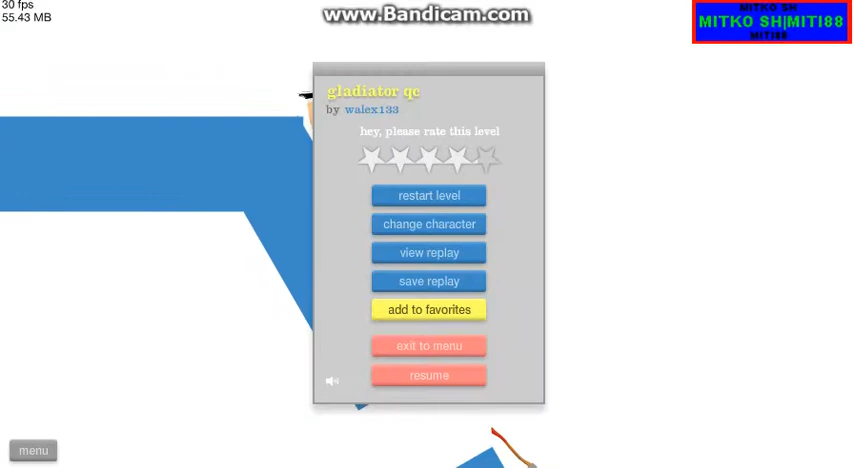 30 fps
55.43 MB
www.Bandicam.com
MITKO SH
MITKO SH|MITI88
MITI88
gladiator qc
by walex133
hey, please rate this level
restart level
change character
view replay
save replay
add to favorites
exit to menu
resume
menu